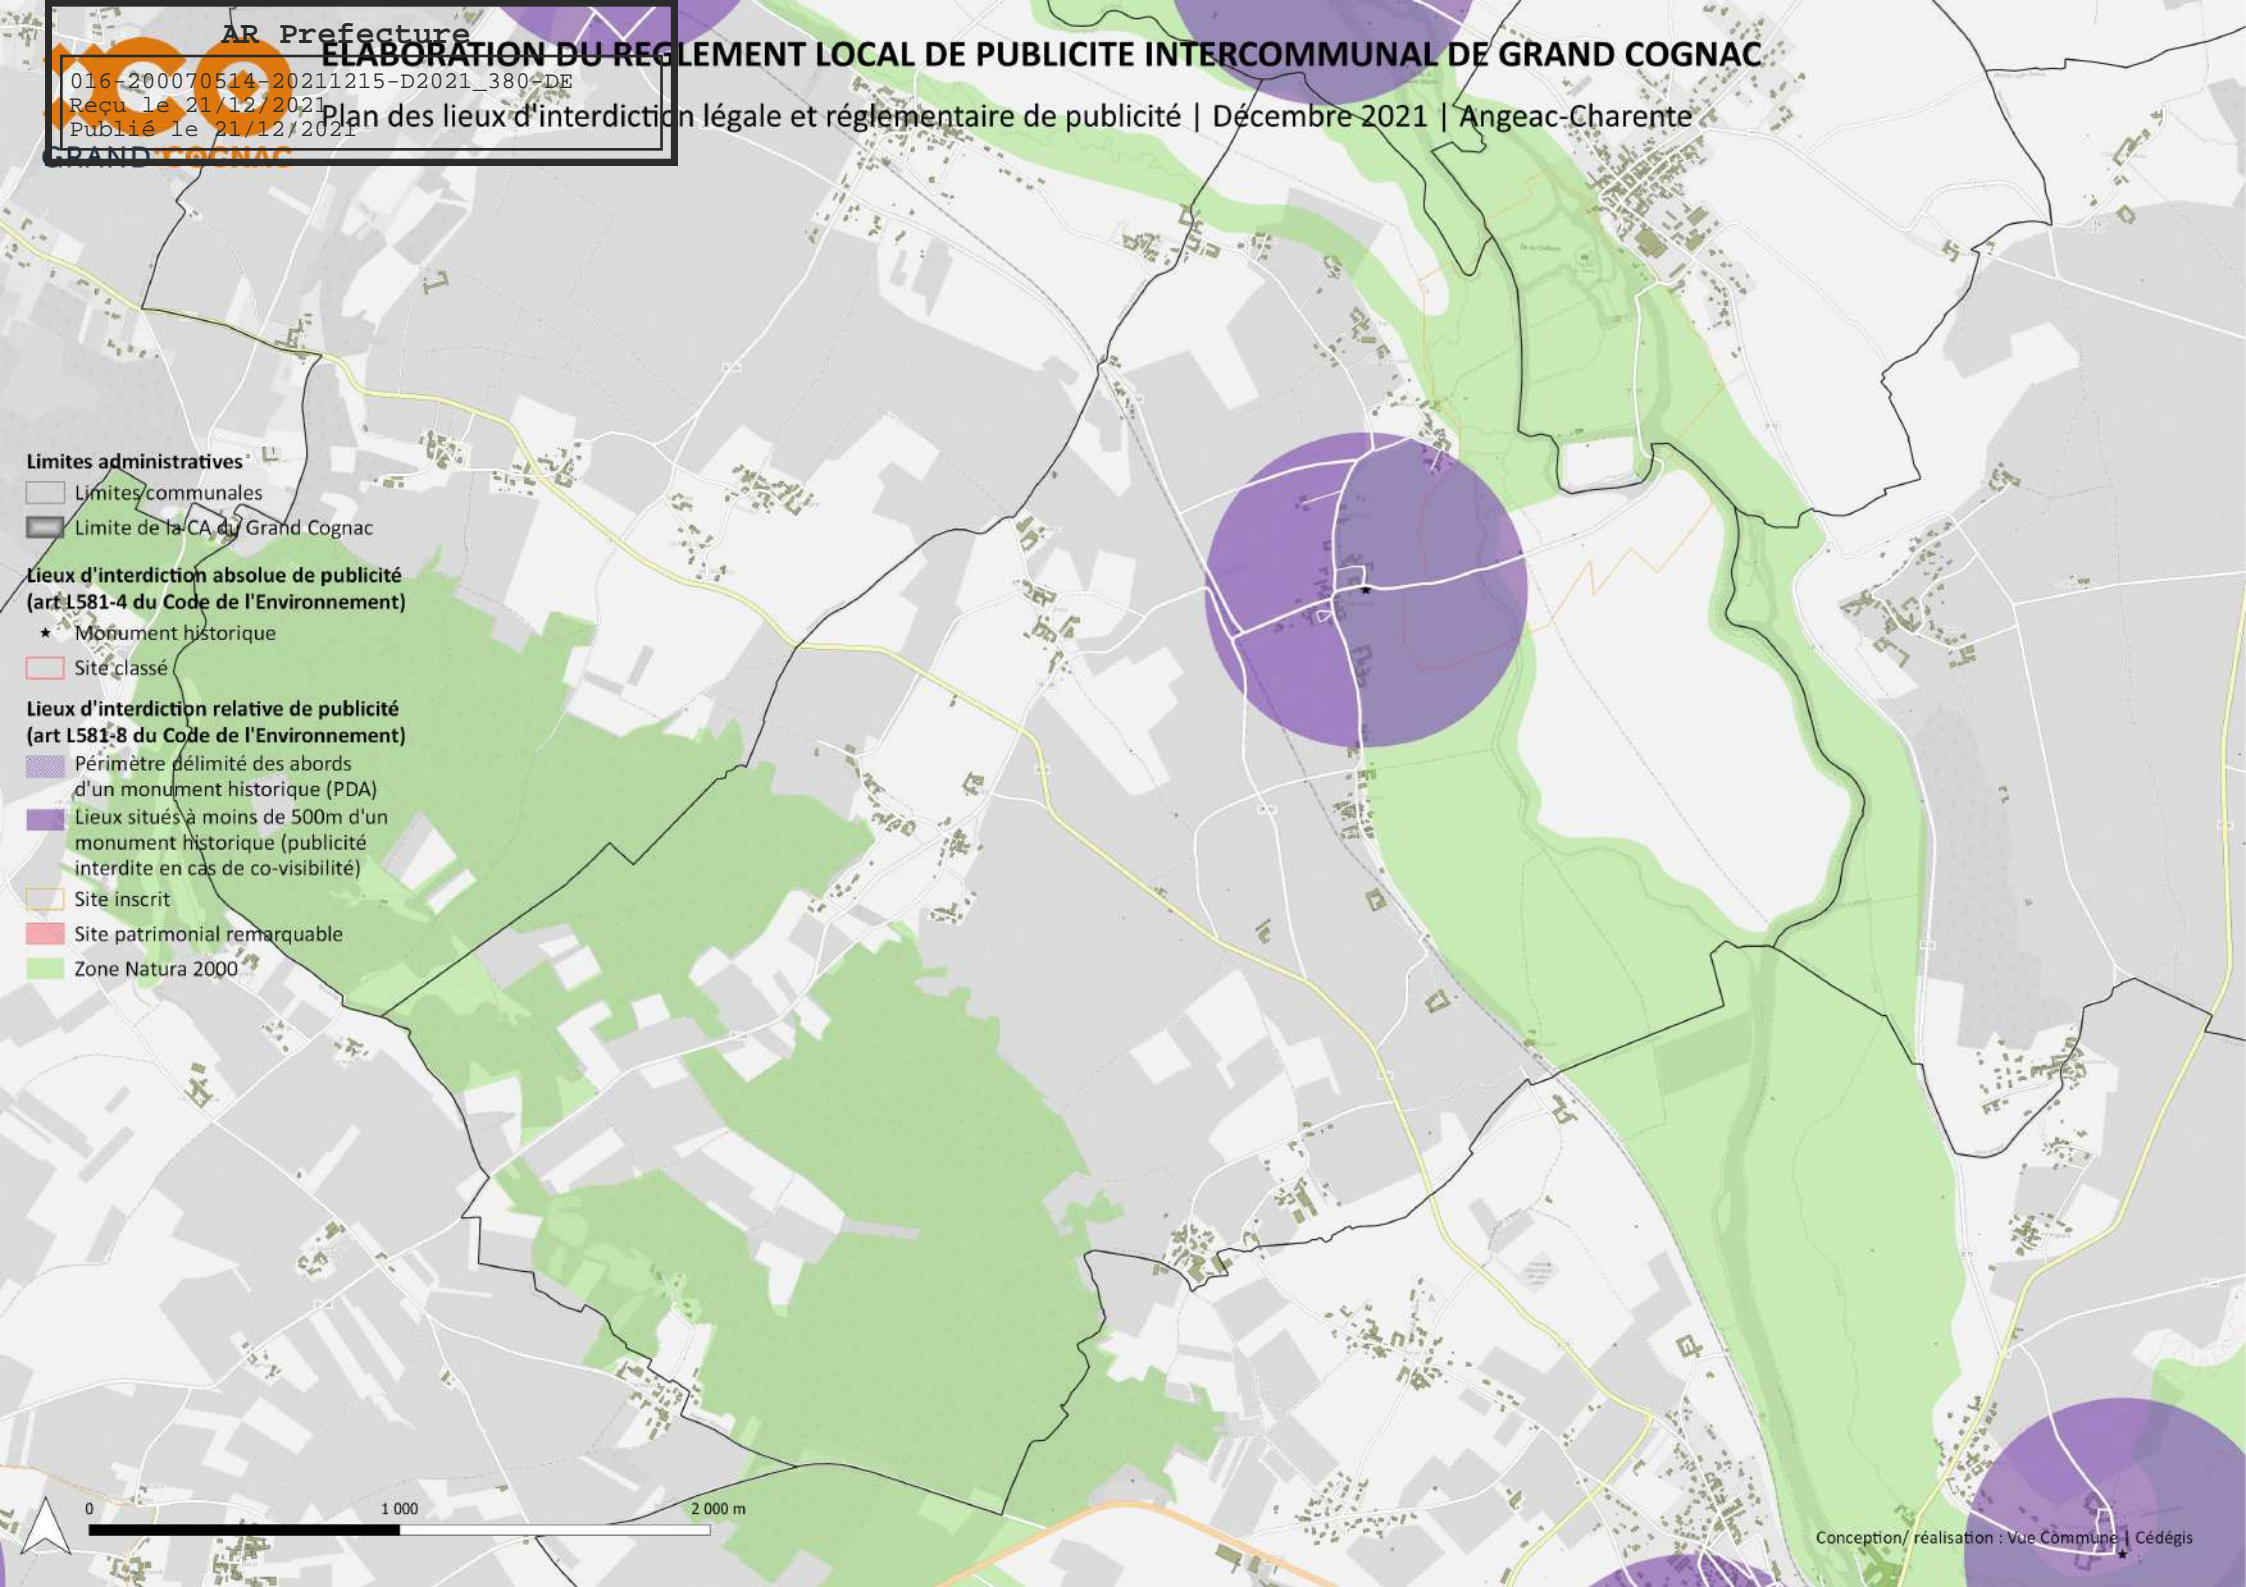 AR Prefecture
016-200070514-20211215-D2021_380-DE
Reçu le 21/12/2021
Publié le 21/12/2021
GRAND COGNAC
ELABORATION DU REGLEMENT LOCAL DE PUBLICITE INTERCOMMUNAL DE GRAND COGNAC
Plan des lieux d'interdiction légale et réglementaire de publicité | Décembre 2021 | Angeac-Charente
Limites administratives
Limites communales
Limite de la CA du Grand Cognac
Lieux d'interdiction absolue de publicité
(art L581-4 du Code de l'Environnement)
Monument historique
Site classé
Lieux d'interdiction relative de publicité
(art L581-8 du Code de l'Environnement)
Périmètre délimité des abords
d'un monument historique (PDA)
Lieux situés à moins de 500m d'un
monument historique (publicité
interdite en cas de co-visibilité)
Site inscrit
Site patrimonial remarquable
Zone Natura 2000
0 1 000 2 000 m
Conception/ réalisation : Vue Commune | Cédégis